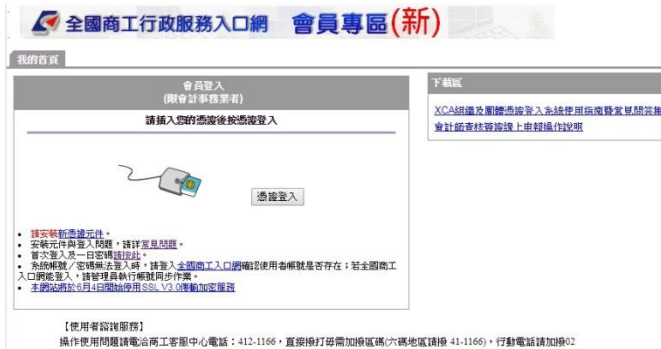 全國商工行政服務入口網 會員專區(新)
我的首頁
會員登入
(限會計事務業者)
請插入您的憑證後按憑證登入
憑證登入
請安裝新憑證元件。
安裝元件與登入問題,請詳常見問題。
首次登入及一日密碼請按此。
系統帳號/密碼無法登入時,請登入全國商工入口網確認使用者帳號是否存在;若全國商工
入口網能登入,請管理員執行帳號同步作業。
本網站將於6月4日開始停用SSL V3.0傳輸加密服務
下載區
XCA組織及團體憑證登入系統使用指南暨常見問答集
會計師查核簽證線上申報操作說明
【使用者諮詢服務】
操作使用問題請電洽商工客服中心電話:412-1166,直接撥打毋需加撥區碼(六碼地區請撥 41-1166),行動電話請加撥02